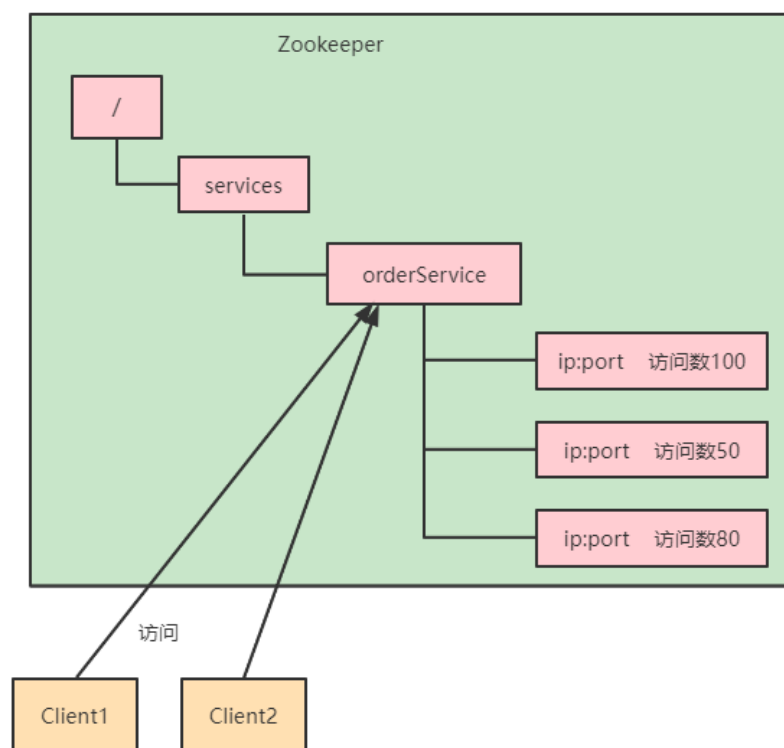 Zookeeper
/
services
orderService
ip:port 访问数100
ip:port 访问数50
ip:port 访问数80
访问
Client1
Client2